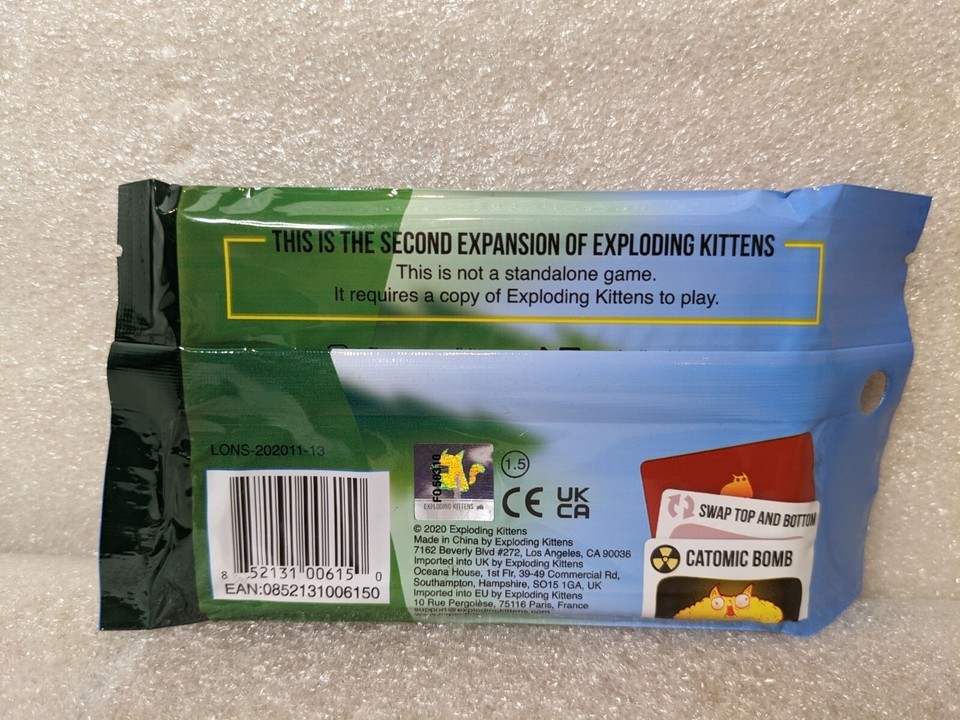 THIS IS THE SECOND EXPANSION OF EXPLODING KITTENS
This is not a standalone game.
It requires a copy of Exploding Kittens to play.
LONS-202011-13
8 52131 00615 0
EAN:0852131006150
FO50310
EXPLODING KITTENS
1.5
CE UK
CA
© 2020 Exploding Kittens
Made in China by Exploding Kittens
7162 Beverly Blvd #272, Los Angeles, CA 90036
Imported into UK by Exploding Kittens
Oceana House, 1st Flr, 39-49 Commercial Rd,
Southampton, Hampshire, SO15 1GA, UK
Imported into EU by Exploding Kittens
10 Rue Pergolèse, 75116 Paris, France
support@explodingkittens.com
SWAP TOP AND BOTTOM
CATOMIC BOMB